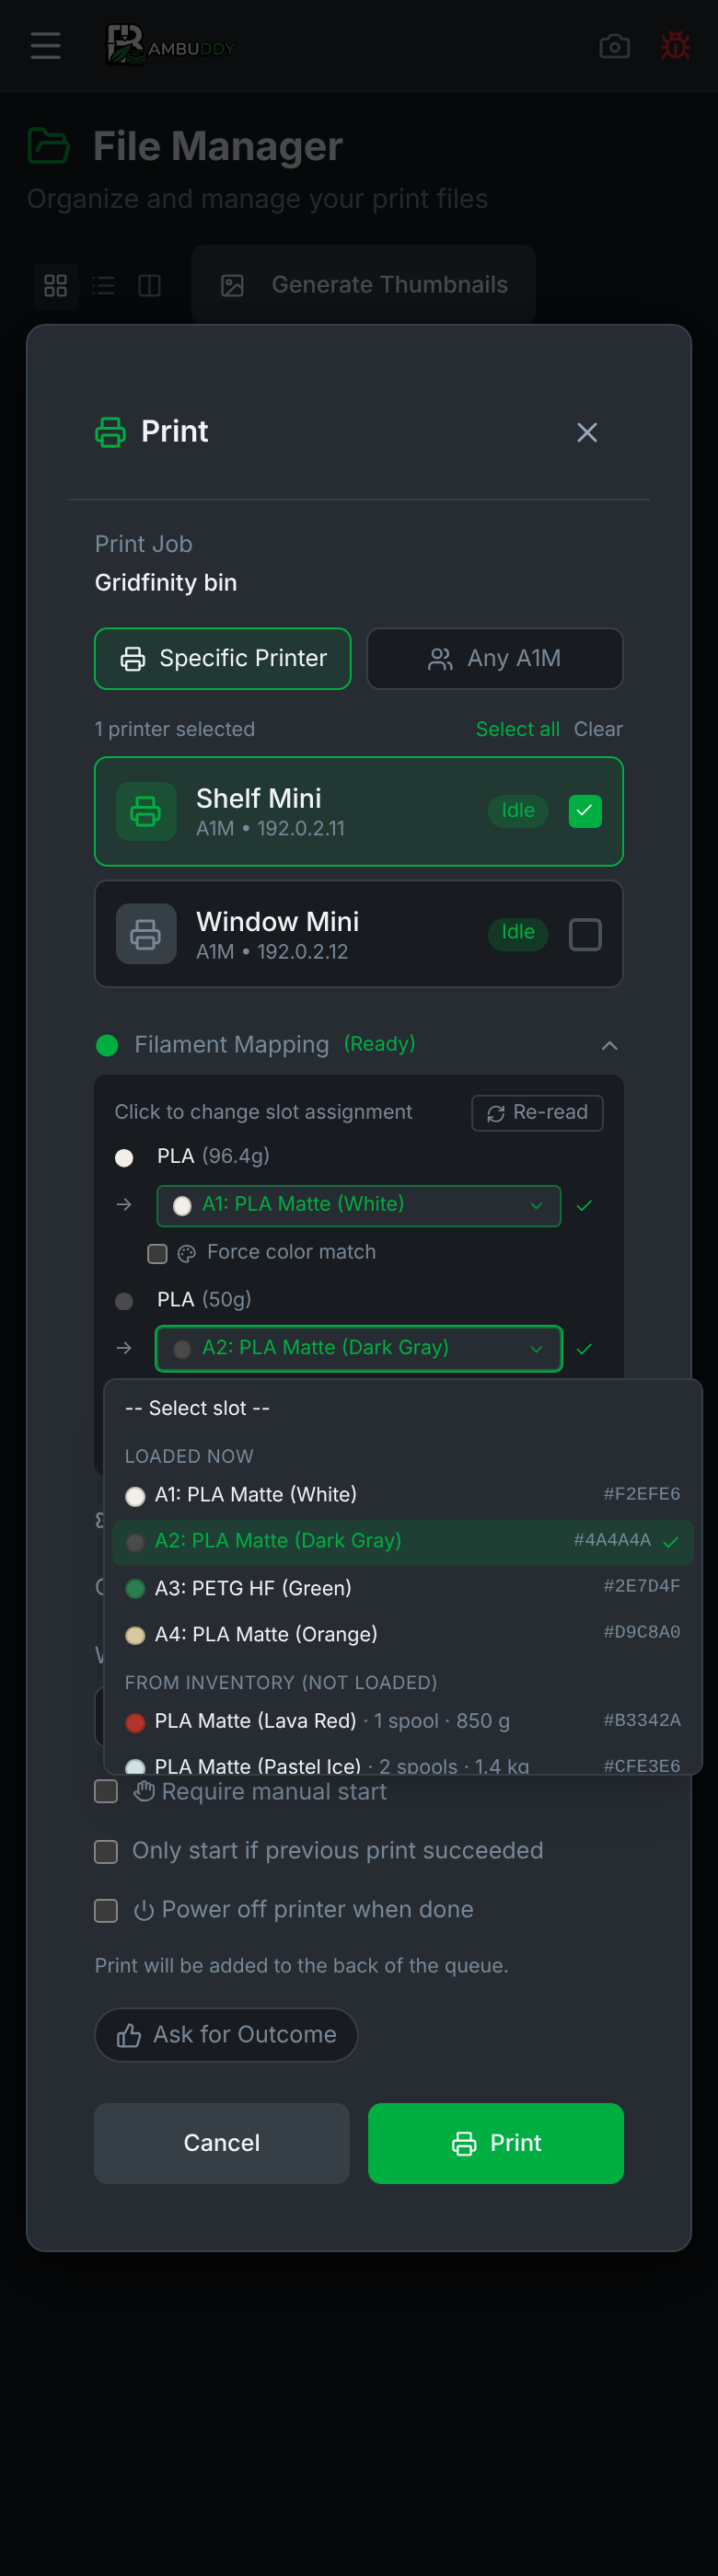 BAMBUDDY
File Manager
Organize and manage your print files
Generate Thumbnails
Print
Print Job
Gridfinity bin
Specific Printer
Any A1M
1 printer selected
Select all
Clear
Shelf Mini
A1M • 192.0.2.11
Idle
Window Mini
A1M • 192.0.2.12
Idle
Filament Mapping (Ready)
Click to change slot assignment
Re-read
PLA (96.4g)
→ A1: PLA Matte (White)
Force color match
PLA (50g)
→ A2: PLA Matte (Dark Gray)
-- Select slot --
LOADED NOW
A1: PLA Matte (White) #F2EFE6
A2: PLA Matte (Dark Gray) #4A4A4A
A3: PETG HF (Green) #2E7D4F
A4: PLA Matte (Orange) #D9C8A0
FROM INVENTORY (NOT LOADED)
PLA Matte (Lava Red) · 1 spool · 850 g #B3342A
PLA Matte (Pastel Ice) · 2 spools · 1.4 kg #CFE3E6
Require manual start
Only start if previous print succeeded
Power off printer when done
Print will be added to the back of the queue.
Ask for Outcome
Cancel
Print